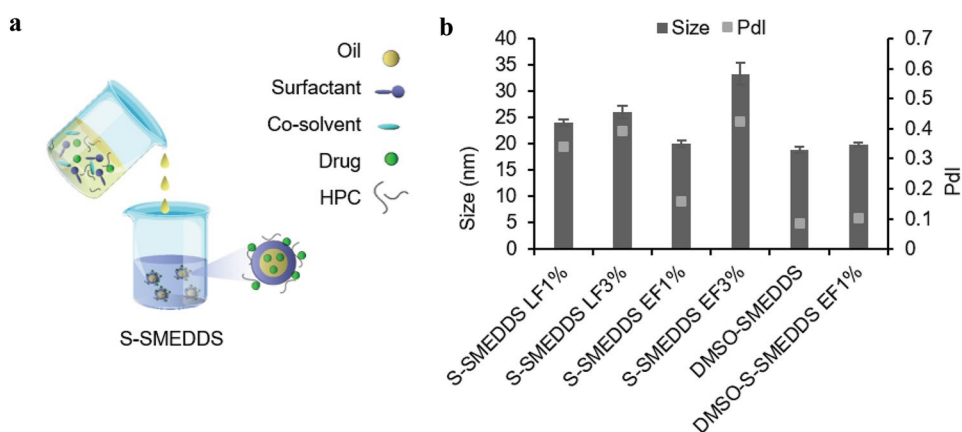 a
Oil
Surfactant
Co-solvent
Drug
HPC
S-SMEDDS
b
Size PdI
40
35
30
25
20
15
10
5
0
Size (nm)
0.7
0.6
0.5
0.4
0.3
0.2
0.1
0
PdI
S-SMEDDS LF1%
S-SMEDDS LF3%
S-SMEDDS EF1%
S-SMEDDS EF3%
DMSO-SMEDDS
DMSO-S-SMEDDS EF1%